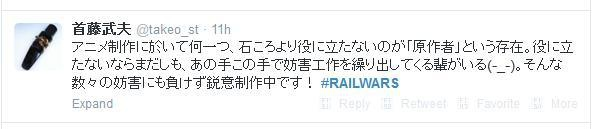 首藤武夫 @takeo_st · 11h
アニメ制作に於いて何一つ、石ころより役に立たないのが「原作者」という存在。役に立
たないならまだしも、あの手この手で妨害工作を繰り出してくる輩がいる(-_-)。そんな
数々の妨害にも負けず鋭意制作中です！ #RAILWARS
Expand Reply Retweet Favorite More